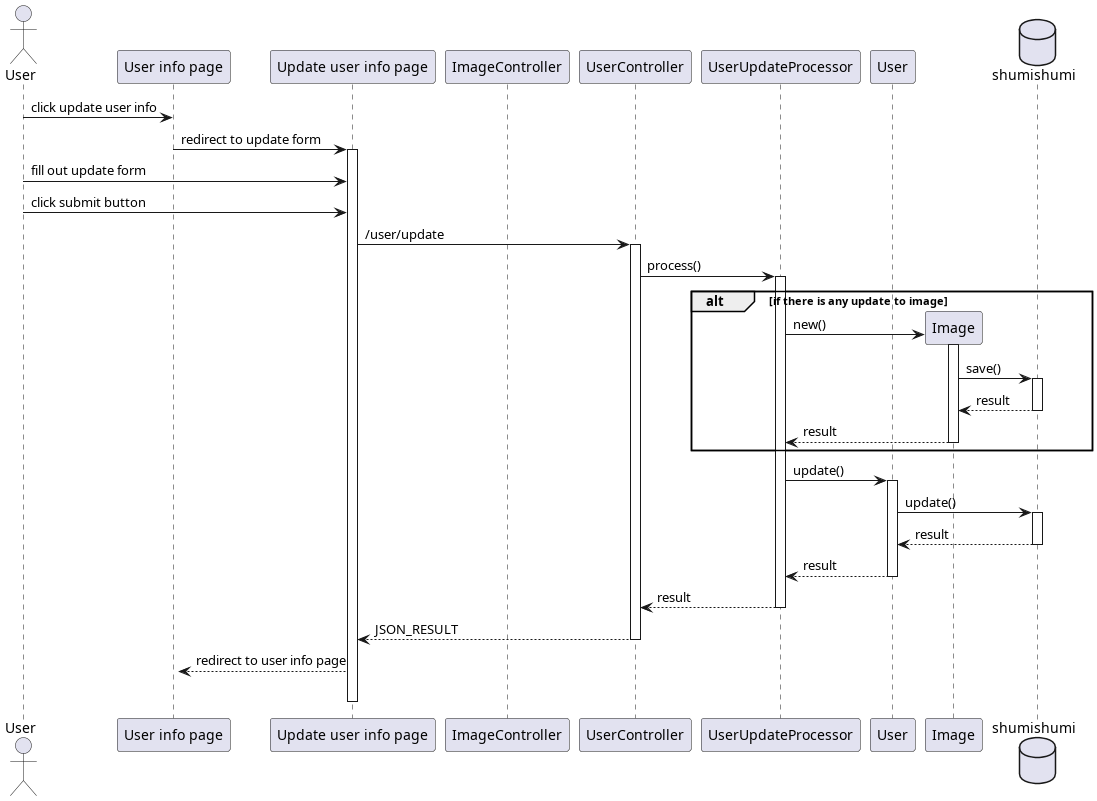 User
User info page
Update user info page
ImageController
UserController
UserUpdateProcessor
User
shumishumi
click update user info
redirect to update form
fill out update form
click submit button
/user/update
process()
alt
[if there is any update to image]
new()
Image
save()
result
result
update()
update()
result
result
result
JSON_RESULT
redirect to user info page
User
User info page
Update user info page
ImageController
UserController
UserUpdateProcessor
User
Image
shumishumi